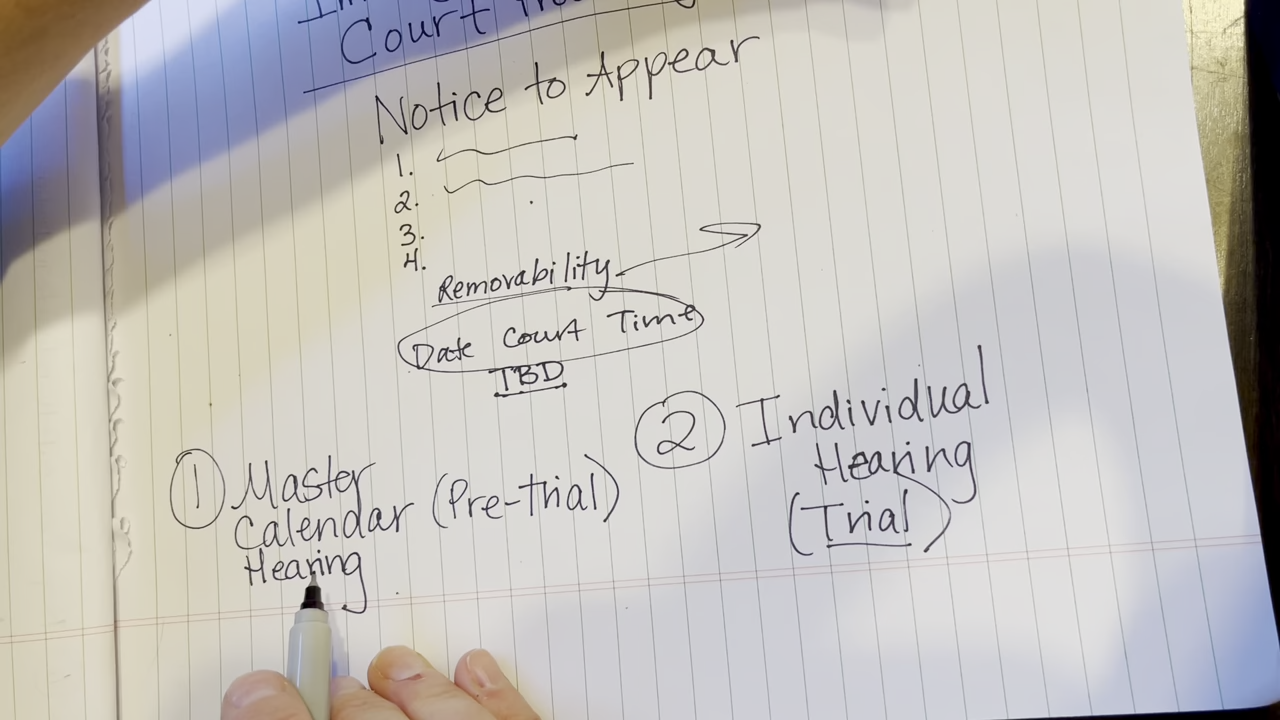 Court
Notice to Appear
1.
2.
3.
4.
Removability
Date Court Time
TBD
① Master
Calendar (Pre-trial)
Hearing
② Individual
Hearing
(Trial)